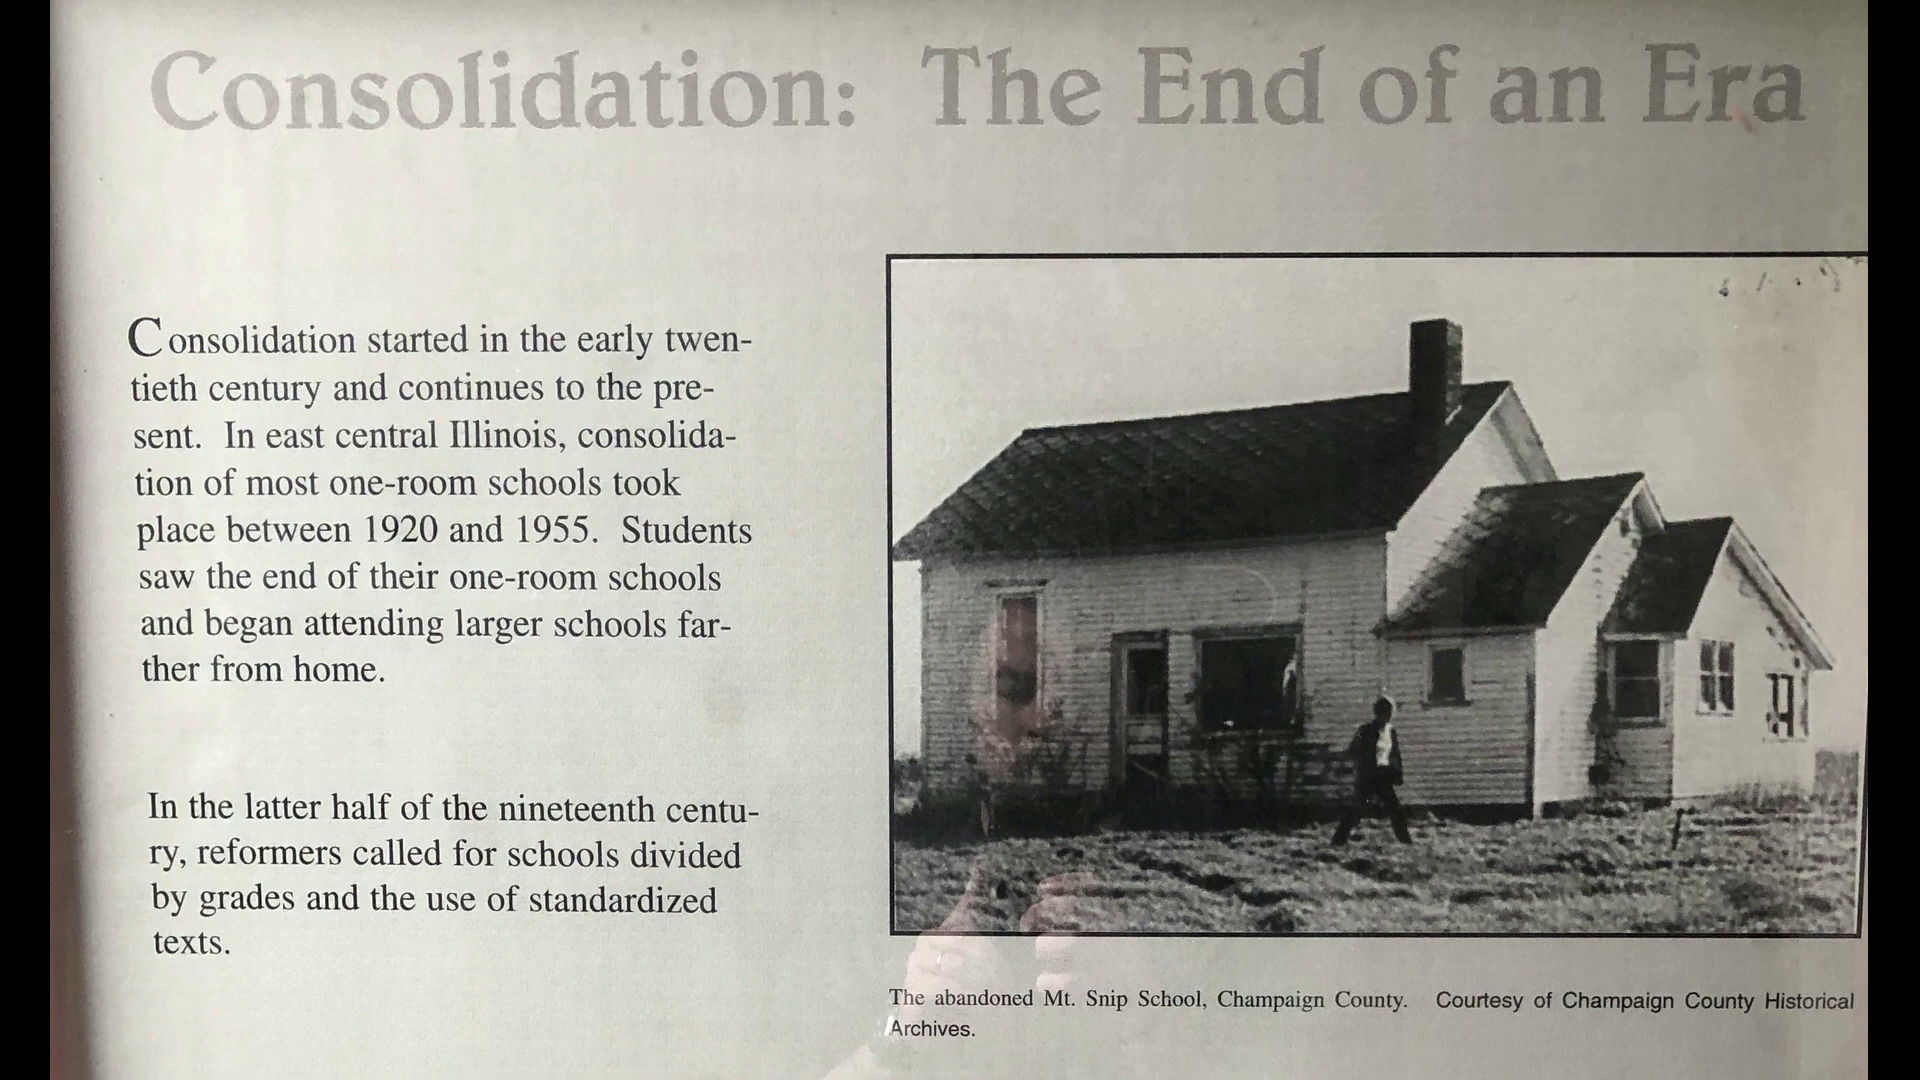 Consolidation: The End of an Era
Consolidation started in the early twen-
tieth century and continues to the pre-
sent. In east central Illinois, consolida-
tion of most one-room schools took
place between 1920 and 1955. Students
saw the end of their one-room schools
and began attending larger schools far-
ther from home.
In the latter half of the nineteenth centu-
ry, reformers called for schools divided
by grades and the use of standardized
texts.
The abandoned Mt. Snip School, Champaign County. Courtesy of Champaign County Historical
Archives.